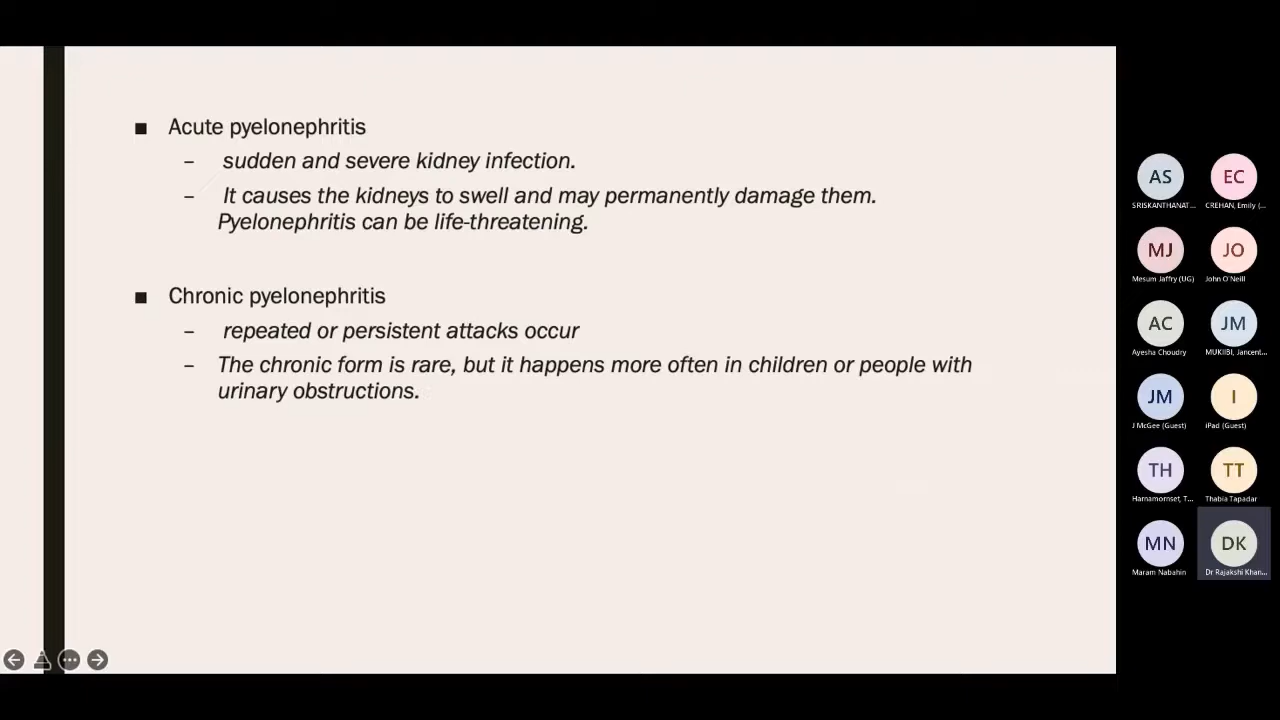 ■ Acute pyelonephritis
– sudden and severe kidney infection.
– It causes the kidneys to swell and may permanently damage them.
Pyelonephritis can be life-threatening.
■ Chronic pyelonephritis
– repeated or persistent attacks occur
– The chronic form is rare, but it happens more often in children or people with
urinary obstructions.
AS EC
SRISKANTHANAT... CREHAN, Emily (...
MJ JO
Mesum Jaffry (UG) John O'Neill
AC JM
Ayesha Choudry MUKIIBI, Jancent...
JM I
J McGee (Guest) iPad (Guest)
TH TT
Harnamornset, T... Thabia Tapadar
MN DK
Maram Nabahin Dr Rajakshi Khan...